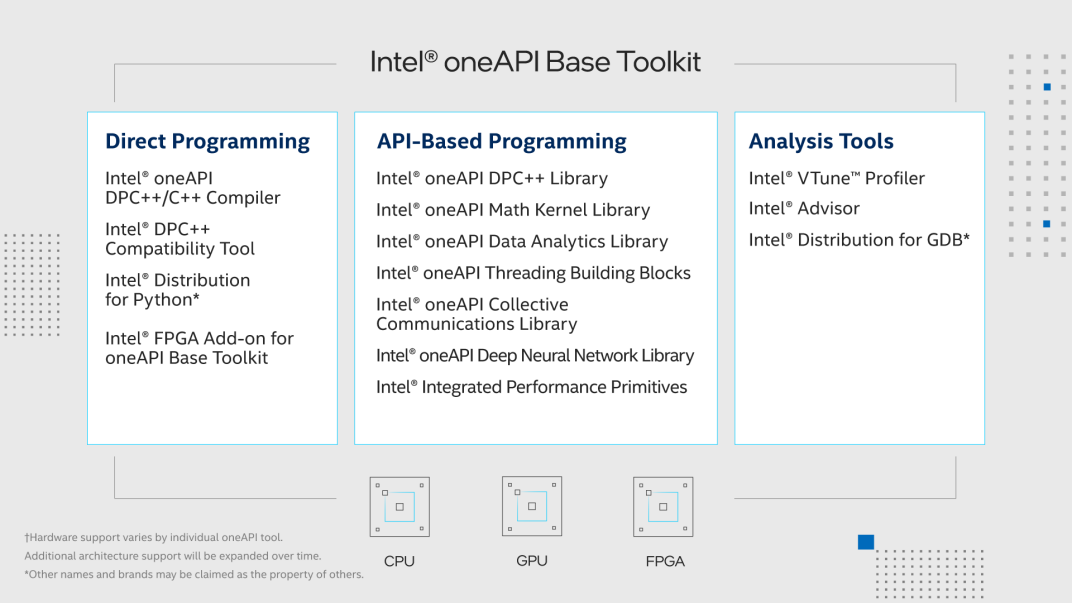 Intel® oneAPI Base Toolkit
Direct Programming
Intel® oneAPI
DPC++/C++ Compiler
Intel® DPC++
Compatibility Tool
Intel® Distribution
for Python*
Intel® FPGA Add-on for
oneAPI Base Toolkit
API-Based Programming
Intel® oneAPI DPC++ Library
Intel® oneAPI Math Kernel Library
Intel® oneAPI Data Analytics Library
Intel® oneAPI Threading Building Blocks
Intel® oneAPI Collective
Communications Library
Intel® oneAPI Deep Neural Network Library
Intel® Integrated Performance Primitives
Analysis Tools
Intel® VTune™ Profiler
Intel® Advisor
Intel® Distribution for GDB*
CPU
GPU
FPGA
†Hardware support varies by individual oneAPI tool.
Additional architecture support will be expanded over time.
*Other names and brands may be claimed as the property of others.